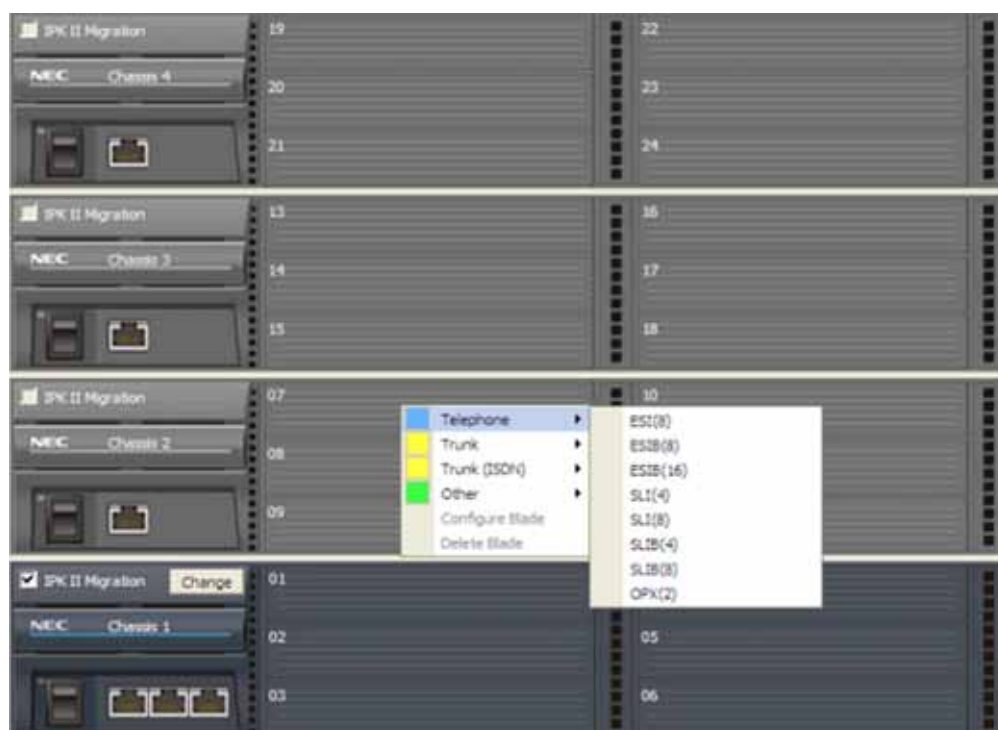 IPK II Migration
19
22
NEC Chassis 4
20
23
21
24
IPK II Migration
13
16
NEC Chassis 3
14
17
15
18
IPK II Migration
07
10
NEC Chassis 2
08
09
Telephone
Trunk
Trunk (ISDN)
Other
Configure Blade
Delete Blade
ESI(8)
ESIB(8)
ESIB(16)
SLI(4)
SLI(8)
SLIB(4)
SLIB(8)
OPX(2)
IPK II Migration
Change
01
NEC Chassis 1
02
05
03
06